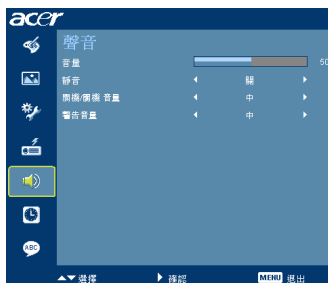 acer
聲音
音量 50
靜音 關
開機/關機 音量 中
警告音量 中
ABC
選擇 確認 MENU 退出